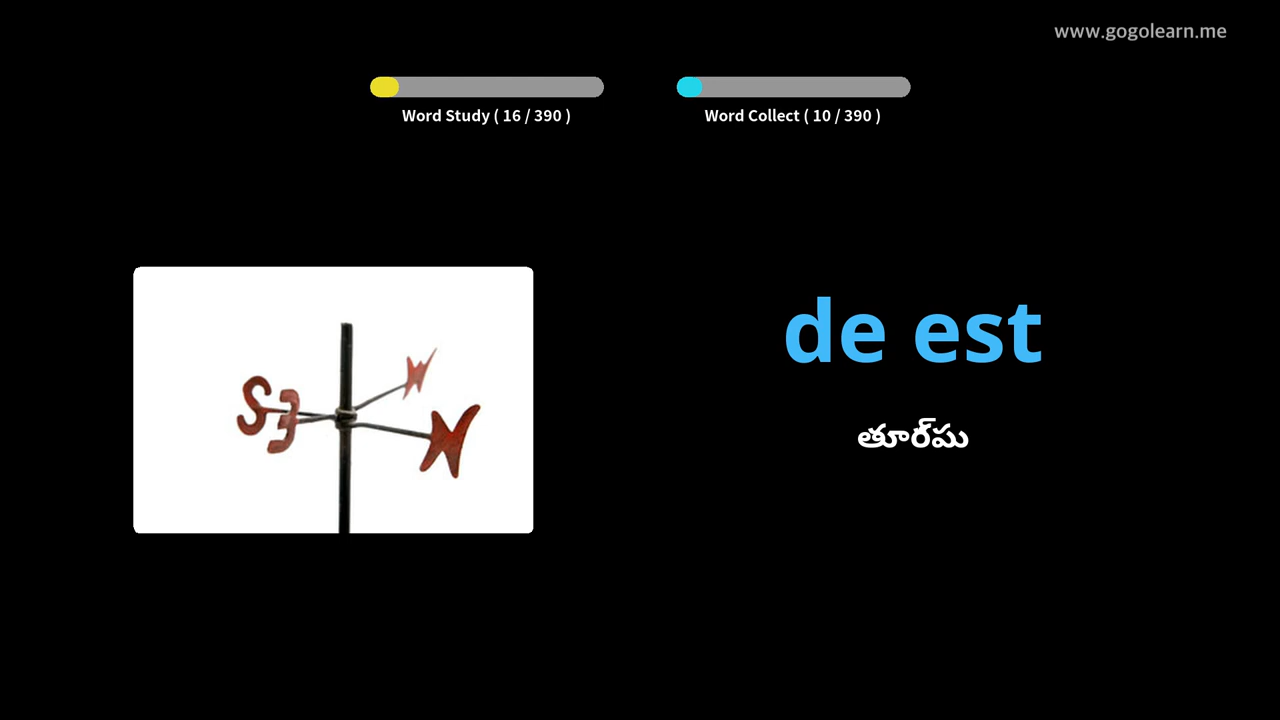 www.gogolearn.me
Word Study ( 16 / 390 )
Word Collect ( 10 / 390 )
de est
తూర్పు
S
E
N